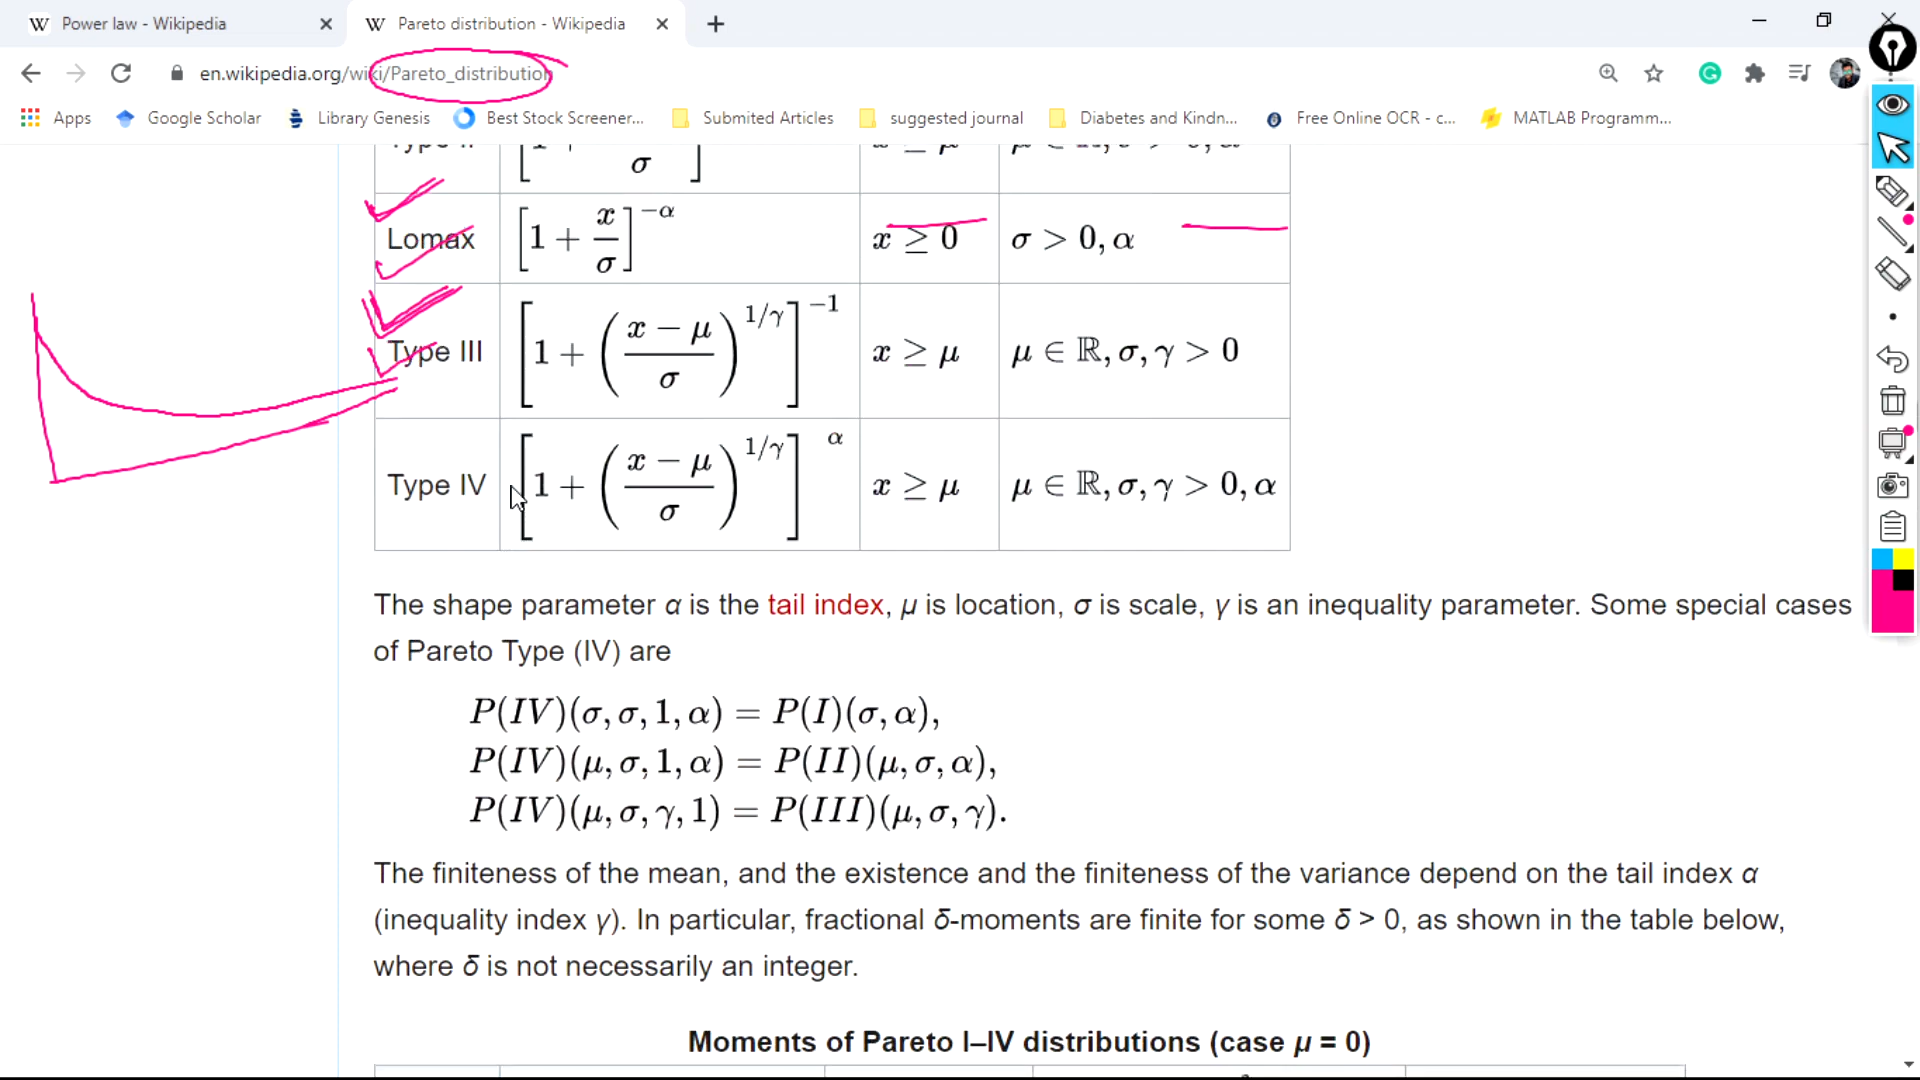 Power law - Wikipedia
Pareto distribution - Wikipedia
en.wikipedia.org/wiki/Pareto_distribution
Apps
Google Scholar
Library Genesis
Best Stock Screener...
Submited Articles
suggested journal
Diabetes and Kindn...
Free Online OCR - c...
MATLAB Programm...
σ
Lomax [1 + x/σ]^−α x ≥ 0 σ > 0, α
Type III [1 + ((x − μ)/σ)^1/γ]^−1 x ≥ μ μ ∈ ℝ, σ, γ > 0
Type IV [1 + ((x − μ)/σ)^1/γ]^α x ≥ μ μ ∈ ℝ, σ, γ > 0, α
The shape parameter α is the tail index, μ is location, σ is scale, γ is an inequality parameter. Some special cases
of Pareto Type (IV) are
P(IV)(σ, σ, 1, α) = P(I)(σ, α),
P(IV)(μ, σ, 1, α) = P(II)(μ, σ, α),
P(IV)(μ, σ, γ, 1) = P(III)(μ, σ, γ).
The finiteness of the mean, and the existence and the finiteness of the variance depend on the tail index α
(inequality index γ). In particular, fractional δ-moments are finite for some δ > 0, as shown in the table below,
where δ is not necessarily an integer.
Moments of Pareto I–IV distributions (case μ = 0)